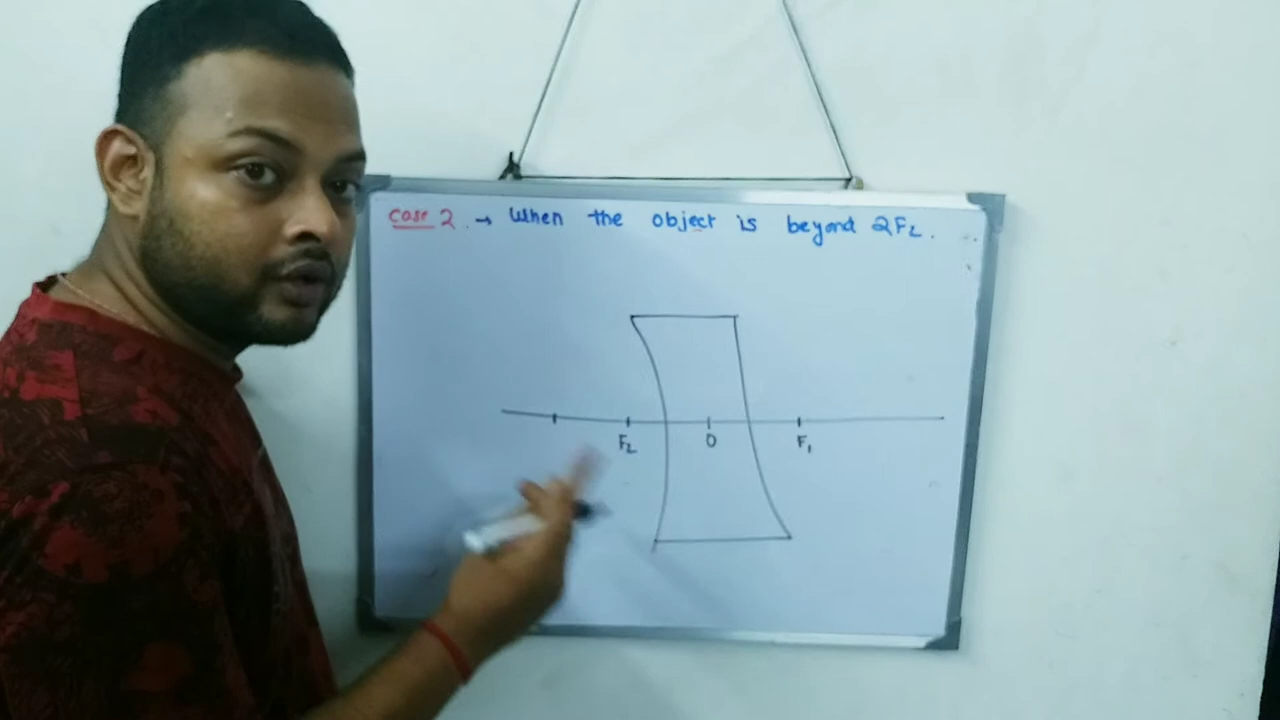 Case 2. → When the object is beyond 2F₂.
F₂ O F₁